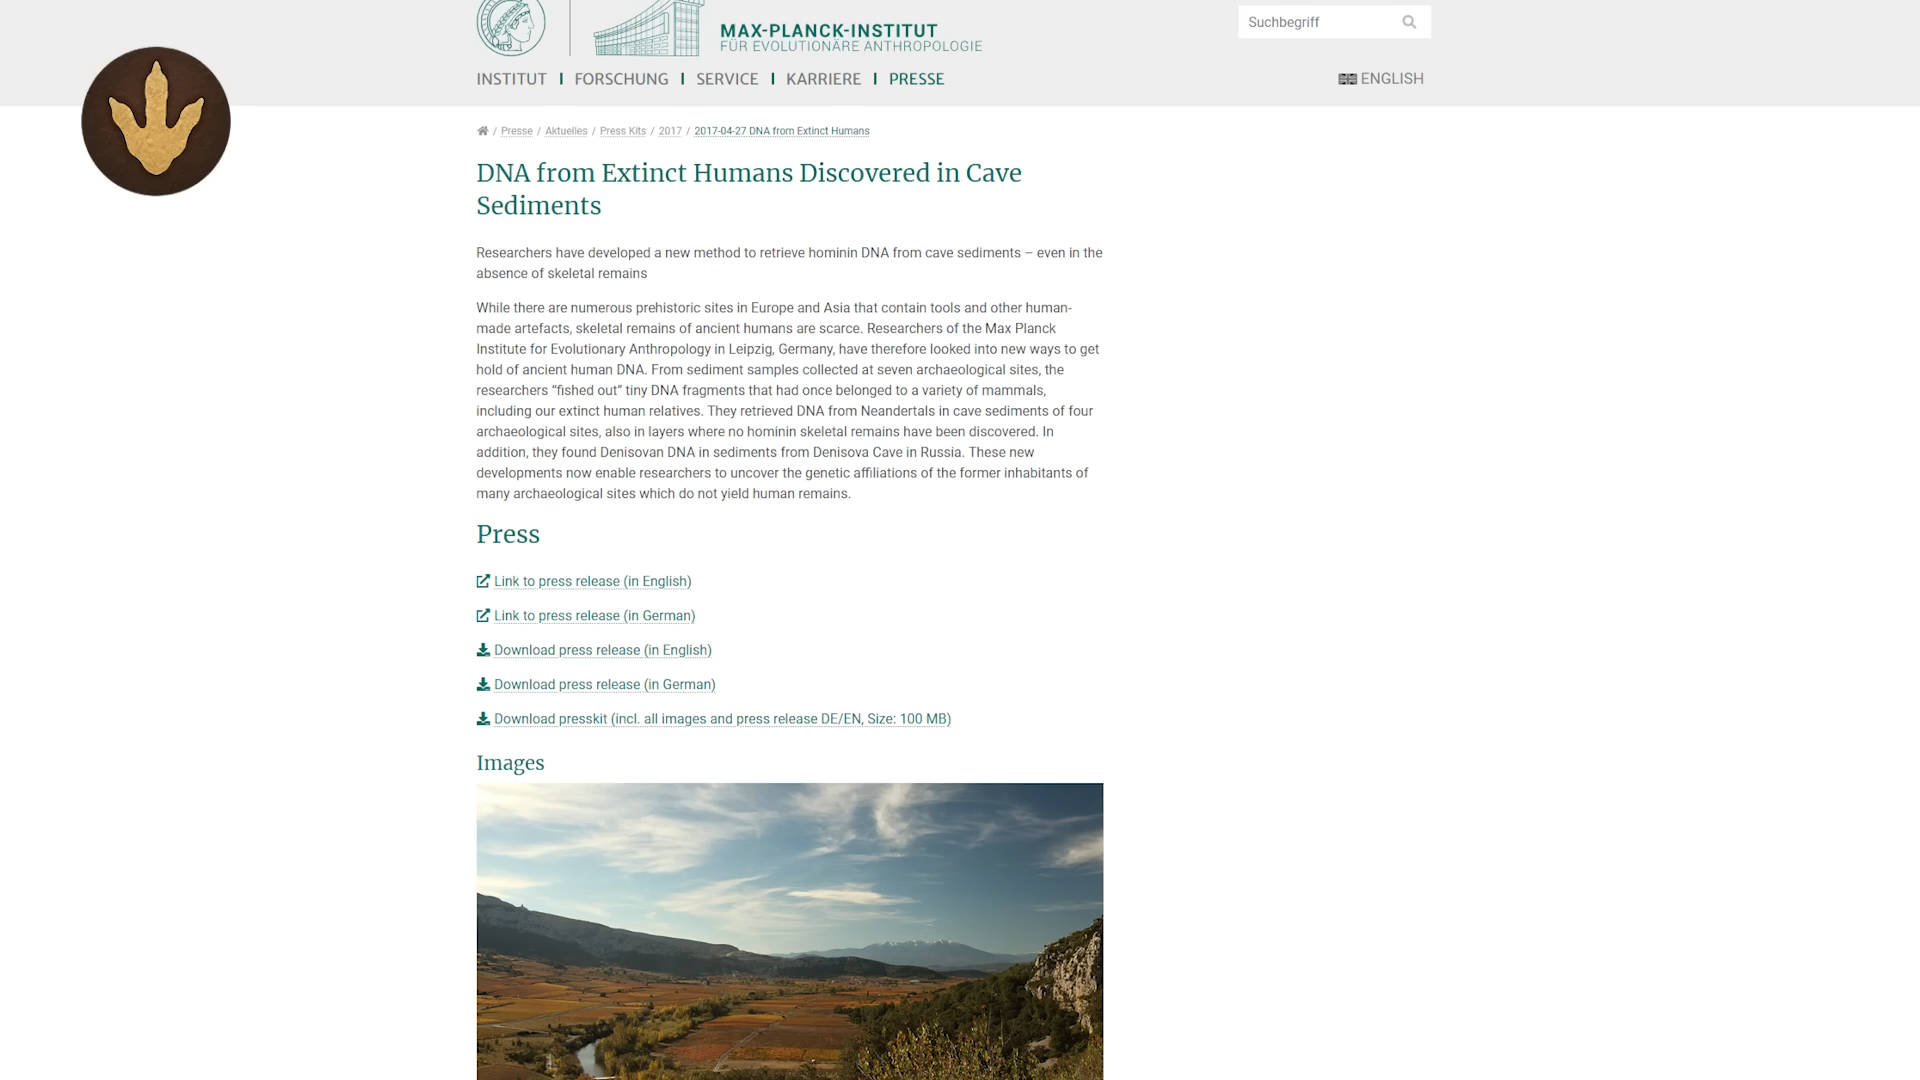 MAX-PLANCK-INSTITUT
FÜR EVOLUTIONÄRE ANTHROPOLOGIE
Suchbegriff
INSTITUT
FORSCHUNG
SERVICE
KARRIERE
PRESSE
ENGLISH
/ Presse / Aktuelles / Press Kits / 2017 / 2017-04-27 DNA from Extinct Humans
DNA from Extinct Humans Discovered in Cave
Sediments
Researchers have developed a new method to retrieve hominin DNA from cave sediments – even in the
absence of skeletal remains
While there are numerous prehistoric sites in Europe and Asia that contain tools and other human-
made artefacts, skeletal remains of ancient humans are scarce. Researchers of the Max Planck
Institute for Evolutionary Anthropology in Leipzig, Germany, have therefore looked into new ways to get
hold of ancient human DNA. From sediment samples collected at seven archaeological sites, the
researchers “fished out” tiny DNA fragments that had once belonged to a variety of mammals,
including our extinct human relatives. They retrieved DNA from Neandertals in cave sediments of four
archaeological sites, also in layers where no hominin skeletal remains have been discovered. In
addition, they found Denisovan DNA in sediments from Denisova Cave in Russia. These new
developments now enable researchers to uncover the genetic affiliations of the former inhabitants of
many archaeological sites which do not yield human remains.
Press
Link to press release (in English)
Link to press release (in German)
Download press release (in English)
Download press release (in German)
Download presskit (incl. all images and press release DE/EN, Size: 100 MB)
Images